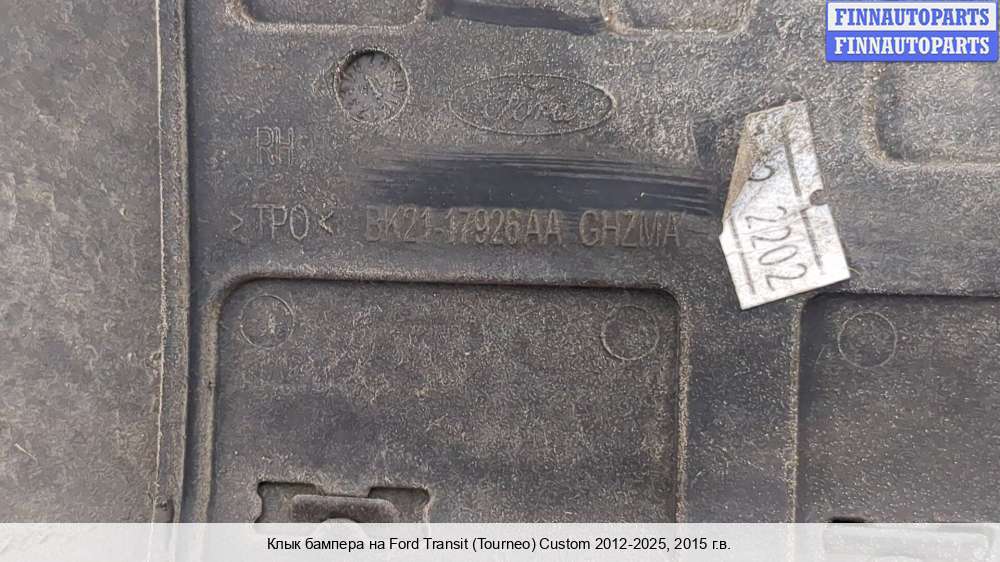 FINNAUTOPARTS
FINNAUTOPARTS
Ford
RH
>TPO< BK21-17926AA GHZMA
2202
Клык бампера на Ford Transit (Tourneo) Custom 2012-2025, 2015 г.в.